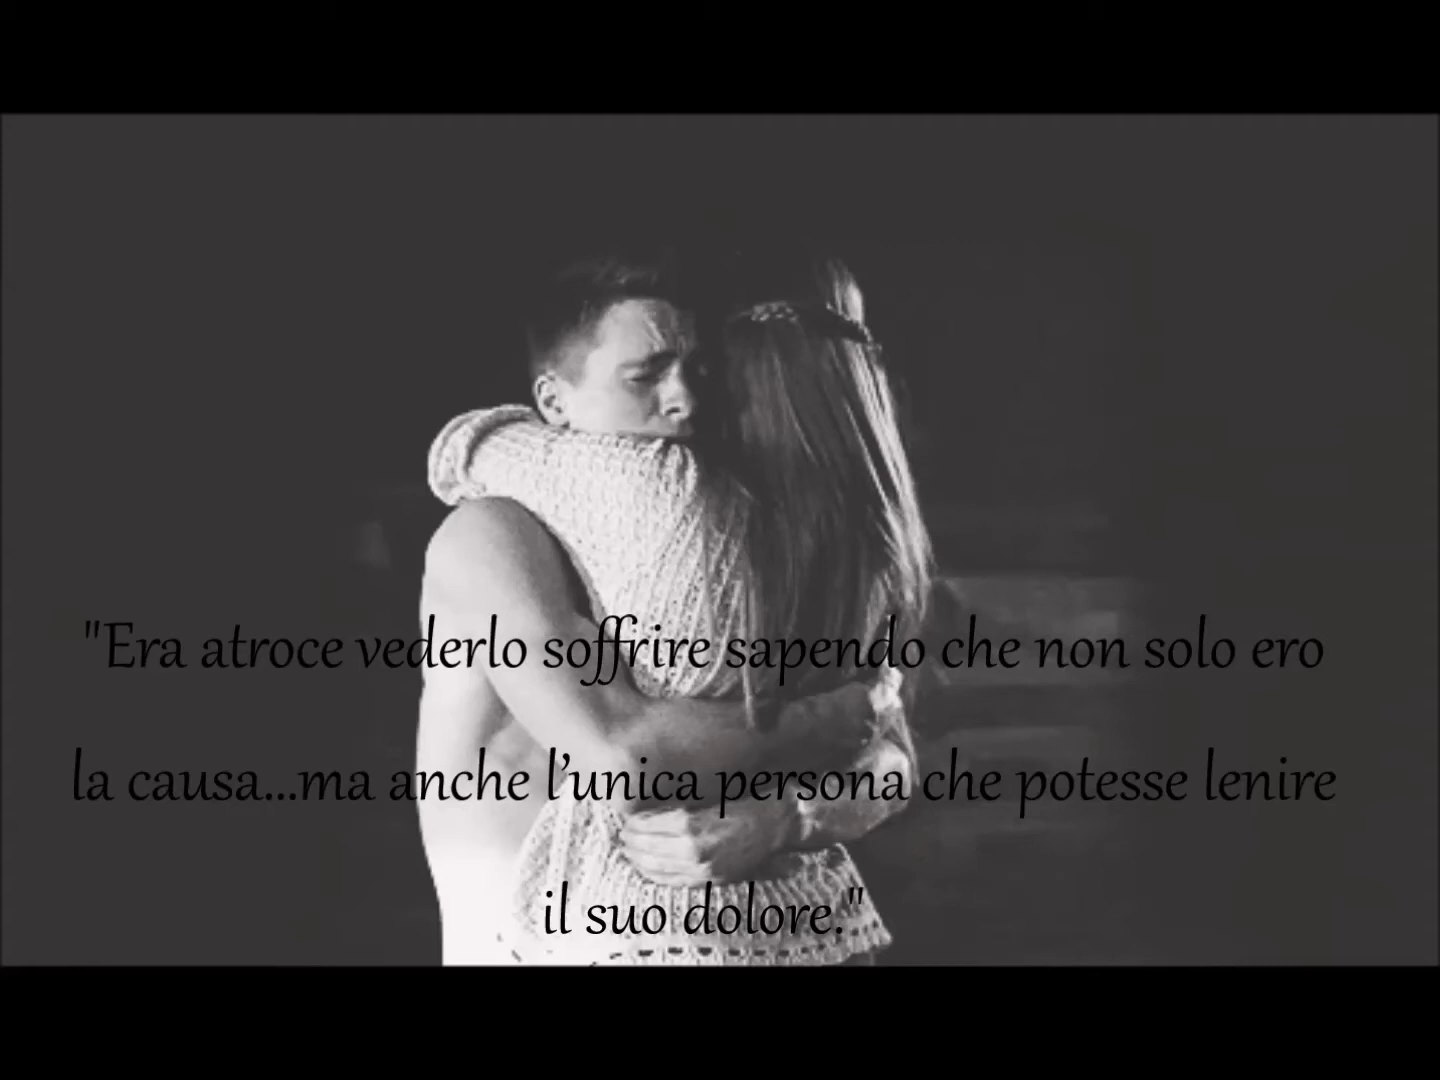 "Era atroce vederlo soffrire sapendo che non solo ero
la causa...ma anche l’unica persona che potesse lenire
il suo dolore."